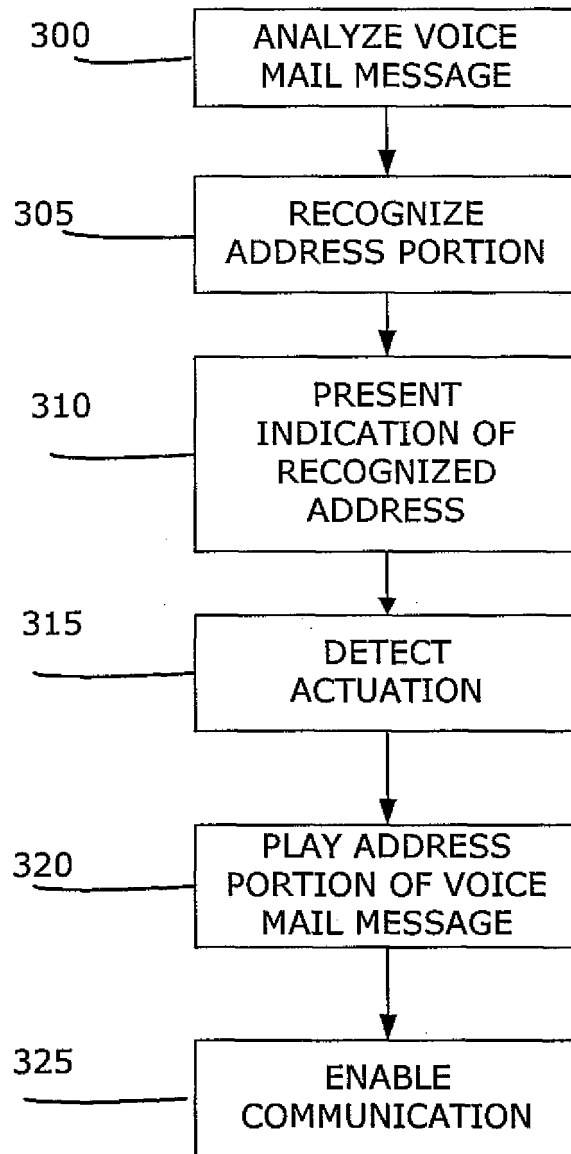 300
ANALYZE VOICE
MAIL MESSAGE
305
RECOGNIZE
ADDRESS PORTION
310
PRESENT
INDICATION OF
RECOGNIZED
ADDRESS
315
DETECT
ACTUATION
320
PLAY ADDRESS
PORTION OF VOICE
MAIL MESSAGE
325
ENABLE
COMMUNICATION